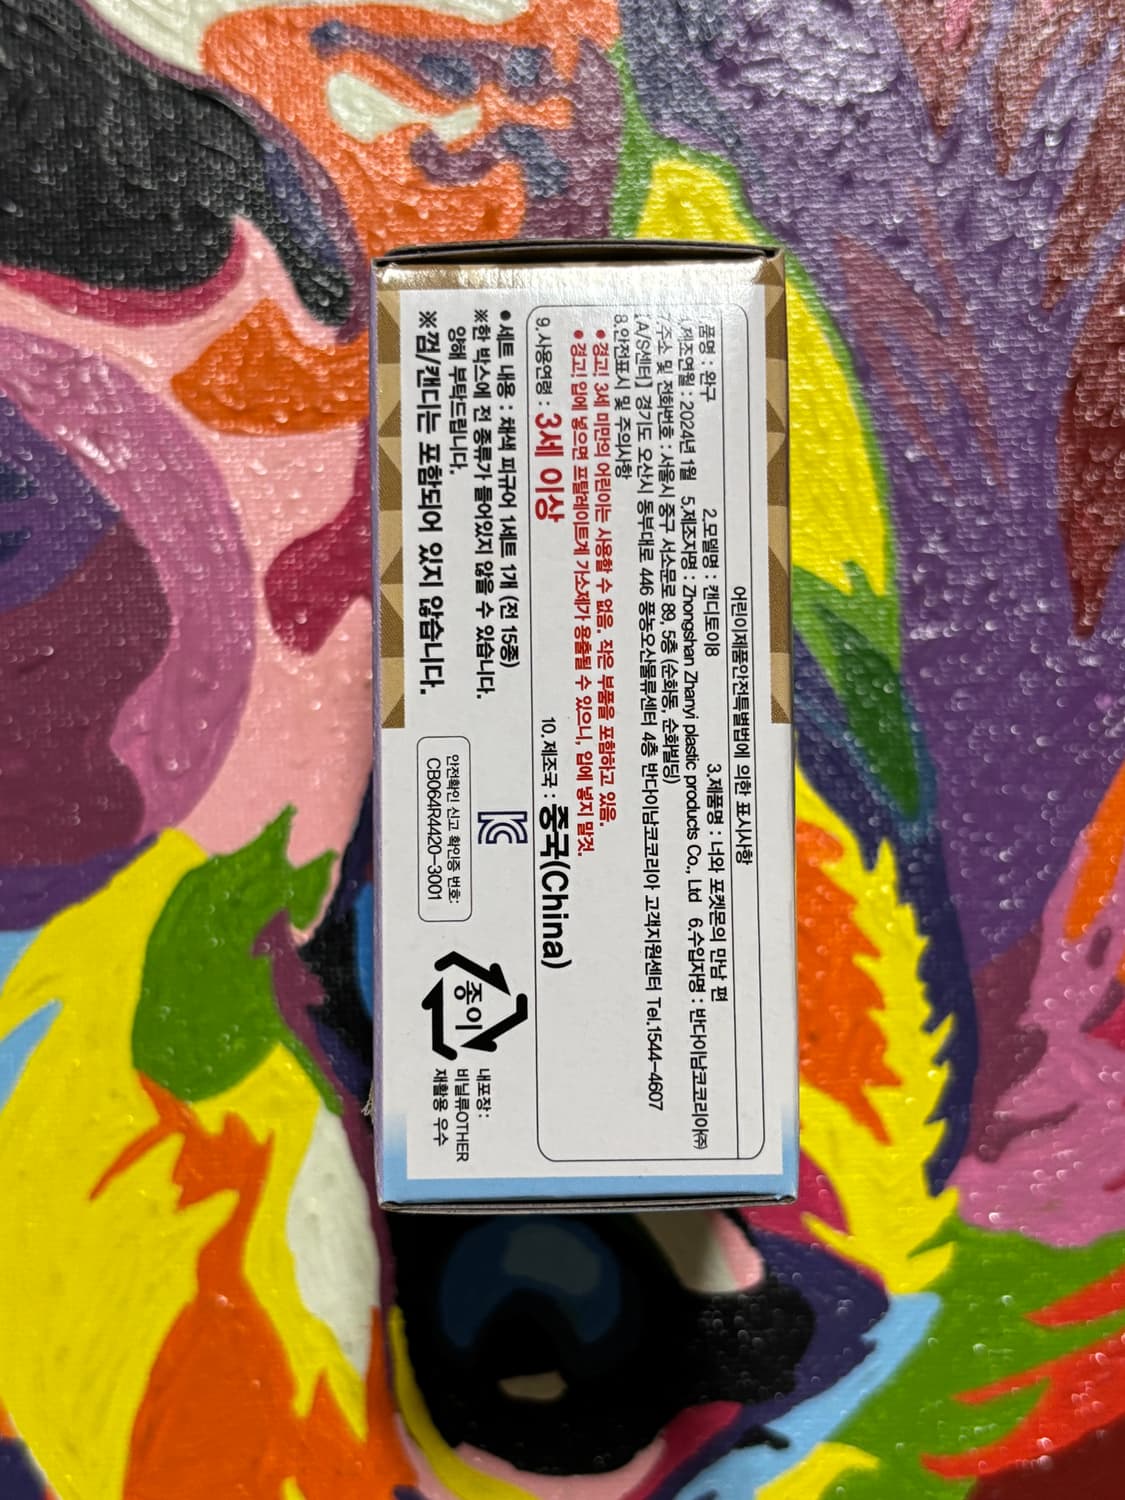 어린이제품안전특별법에 의한 표시사항
품명 : 완구 2.모델명 : 캔디토이8 3.제품명 : 너와 포켓몬의 만남 편
.제조연월 : 2024년 1월 5.제조자명 : Zhongshan Zhanyi plastic products Co., Ltd 6.수입자명 : 반다이남코코리아㈜
7.주소 및 전화번호 : 서울시 중구 서소문로 89, 5층 (순화동, 순화빌딩)
[A/S센터] 경기도 오산시 동부대로 446 풍농오산물류센터 4층 반다이남코코리아 고객지원센터 Tel.1544-4607
8.안전표시 및 주의사항
● 경고! 3세 미만의 어린이는 사용할 수 없음. 작은 부품을 포함하고 있음.
● 경고! 입에 넣으면 프탈레이트계 가소제가 용출될 수 있으니, 입에 넣지 말것.
9.사용연령 : 3세 이상 10.제조국 : 중국(China)
● 세트 내용 : 채색 피규어 1세트 1개 (전 15종)
※한 박스에 전 종류가 들어있지 않을 수 있습니다.
양해 부탁드립니다.
※껌/캔디는 포함되어 있지 않습니다.
KC
안전확인 신고 확인증 번호:
CB064R4420-3001
종이
내포장:
비닐류OTHER
재활용 우수